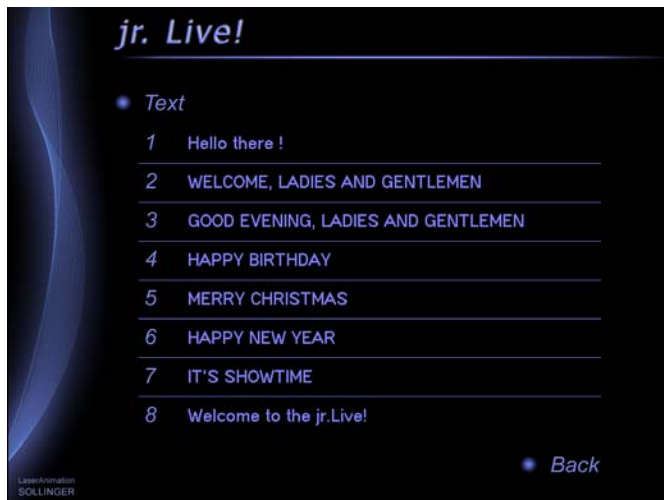 jr. Live!
Text
1 Hello there !
2 WELCOME, LADIES AND GENTLEMEN
3 GOOD EVENING, LADIES AND GENTLEMEN
4 HAPPY BIRTHDAY
5 MERRY CHRISTMAS
6 HAPPY NEW YEAR
7 IT'S SHOWTIME
8 Welcome to the jr.Live!
Back
LaserAnimation
SOLLINGER